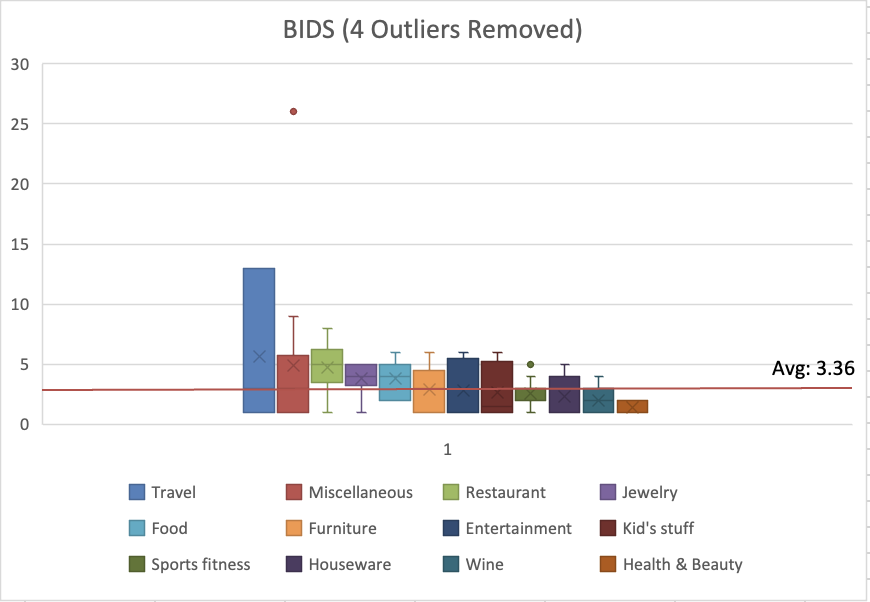 BIDS (4 Outliers Removed)
30
25
20
15
10
5
0
Avg: 3.36
1
Travel Miscellaneous Restaurant Jewelry
Food Furniture Entertainment Kid's stuff
Sports fitness Houseware Wine Health & Beauty